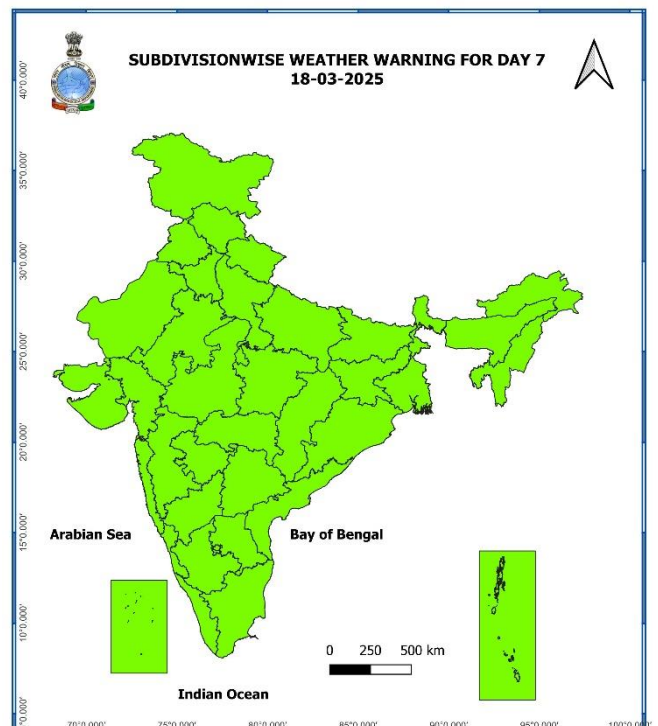 SUBDIVISIONWISE WEATHER WARNING FOR DAY 7
18-03-2025
40°0.000'
35°0.000'
30°0.000'
25°0.000'
20°0.000'
15°0.000'
10°0.000'
Arabian Sea
Bay of Bengal
0 250 500 km
Indian Ocean
70°0.000' 75°0.000' 80°0.000' 85°0.000' 90°0.000' 95°0.000' 100°0.000'